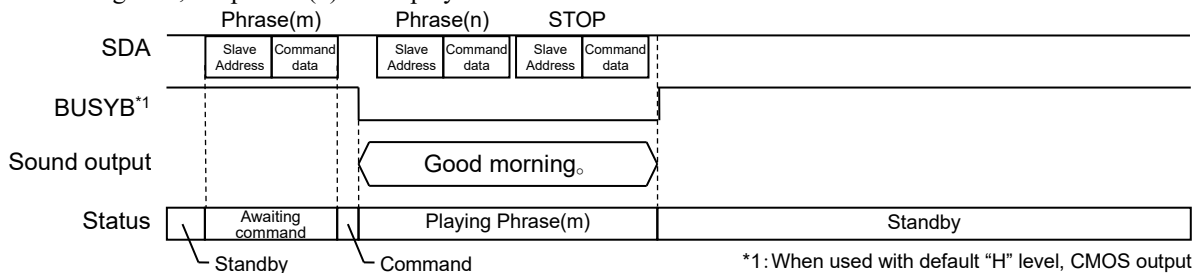 Phrase(m) Phrase(n) STOP
SDA
Slave Address
Command data
Slave Address
Command data
Slave Address
Command data
BUSYB*1
Sound output
Good morning。
Status
Awaiting command
Playing Phrase(m)
Standby
Standby
Command
*1:When used with default “H” level, CMOS output